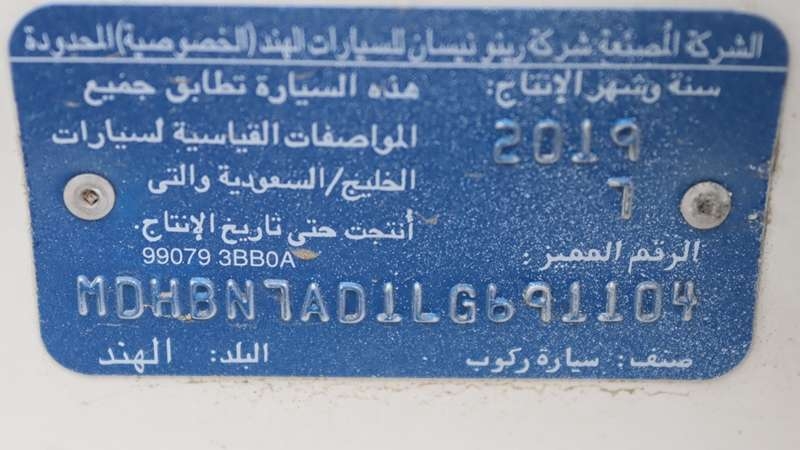 الشركة المصنعة شركة رينو نيسان للسيارات الهند (الخصوصية) المحدودة
سنة وشهر الإنتاج: هذه السيارة تطابق جميع
2019 المواصفات القياسية لسيارات
7 الخليج/السعودية والتى
أنتجت حتى تاريخ الإنتاج.
الرقم المميز: 99079 3BB0A
MDHBN7AD1LG691104
صنف: سيارة ركوب البلد: الهند